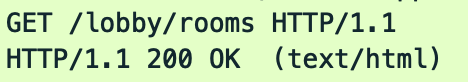 GET /lobby/rooms HTTP/1.1
HTTP/1.1 200 OK  (text/html)